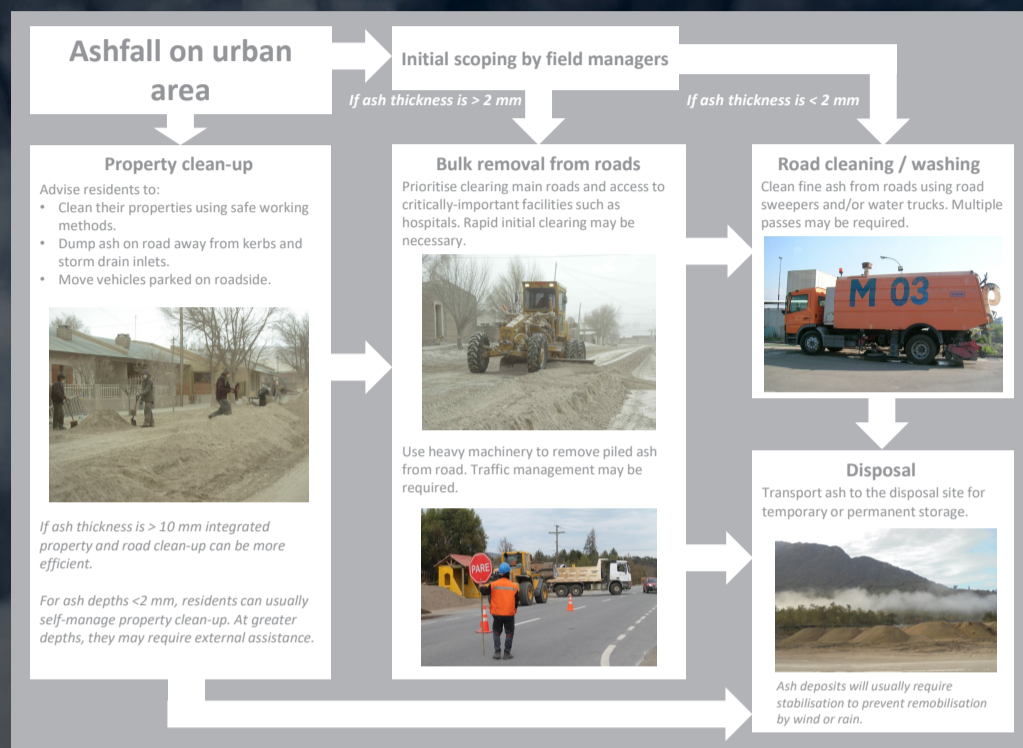 Ashfall on urban
area
Initial scoping by field managers
If ash thickness is > 2 mm
If ash thickness is < 2 mm
Property clean-up
Advise residents to:
• Clean their properties using safe working
methods.
• Dump ash on road away from kerbs and
storm drain inlets.
• Move vehicles parked on roadside.
If ash thickness is > 10 mm integrated
property and road clean-up can be more
efficient.
For ash depths <2 mm, residents can usually
self-manage property clean-up. At greater
depths, they may require external assistance.
Bulk removal from roads
Prioritise clearing main roads and access to
critically-important facilities such as
hospitals. Rapid initial clearing may be
necessary.
Use heavy machinery to remove piled ash
from road. Traffic management may be
required.
PARE
Road cleaning / washing
Clean fine ash from roads using road
sweepers and/or water trucks. Multiple
passes may be required.
M 03
Disposal
Transport ash to the disposal site for
temporary or permanent storage.
Ash deposits will usually require
stabilisation to prevent remobilisation
by wind or rain.